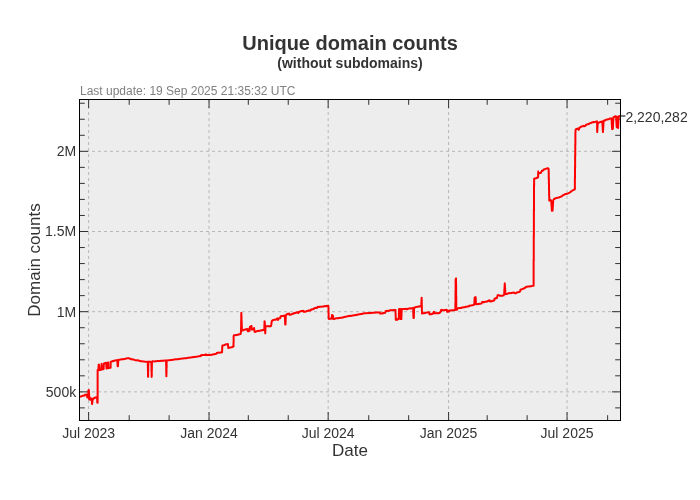 Unique domain counts
(without subdomains)
Last update: 19 Sep 2025 21:35:32 UTC
2,220,282
2M
1.5M
1M
500k
Domain counts
Jul 2023
Jan 2024
Jul 2024
Jan 2025
Jul 2025
Date